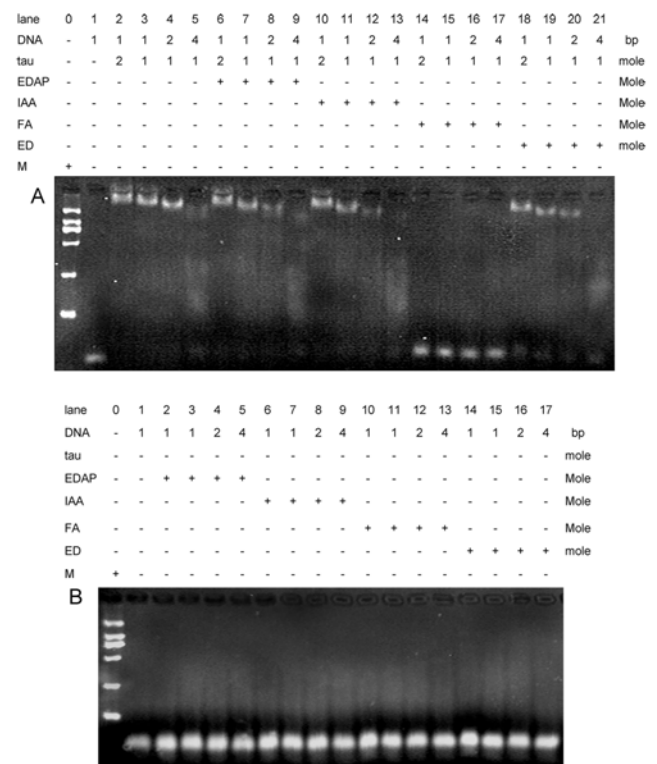 lane 0 1 2 3 4 5 6 7 8 9 10 11 12 13 14 15 16 17 18 19 20 21
DNA - 1 1 1 2 4 1 1 2 4 1 1 2 4 1 1 2 4 1 1 2 4 bp
tau - - 2 1 1 1 2 1 1 1 2 1 1 1 2 1 1 1 2 1 1 1 mole
EDAP - - - - - - + + + + - - - - - - - - - - - - Mole
IAA - - - - - - - - - - + + + + - - - - - - - - Mole
FA - - - - - - - - - - - - - - + + + + - - - - Mole
ED - - - - - - - - - - - - - - - - - - + + + + mole
M + - - - - - - - - - - - - - - - - - - - - -
A
lane 0 1 2 3 4 5 6 7 8 9 10 11 12 13 14 15 16 17
DNA - 1 1 1 2 4 1 1 2 4 1 1 2 4 1 1 2 4 bp
tau - - - - - - - - - - - - - - - - - - mole
EDAP - - + + + + - - - - - - - - - - - - Mole
IAA - - - - - - + + + + - - - - - - - - Mole
FA - - - - - - - - - - + + + + - - - - Mole
ED - - - - - - - - - - - - - - + + + + mole
M + - - - - - - - - - - - - - - - - -
B